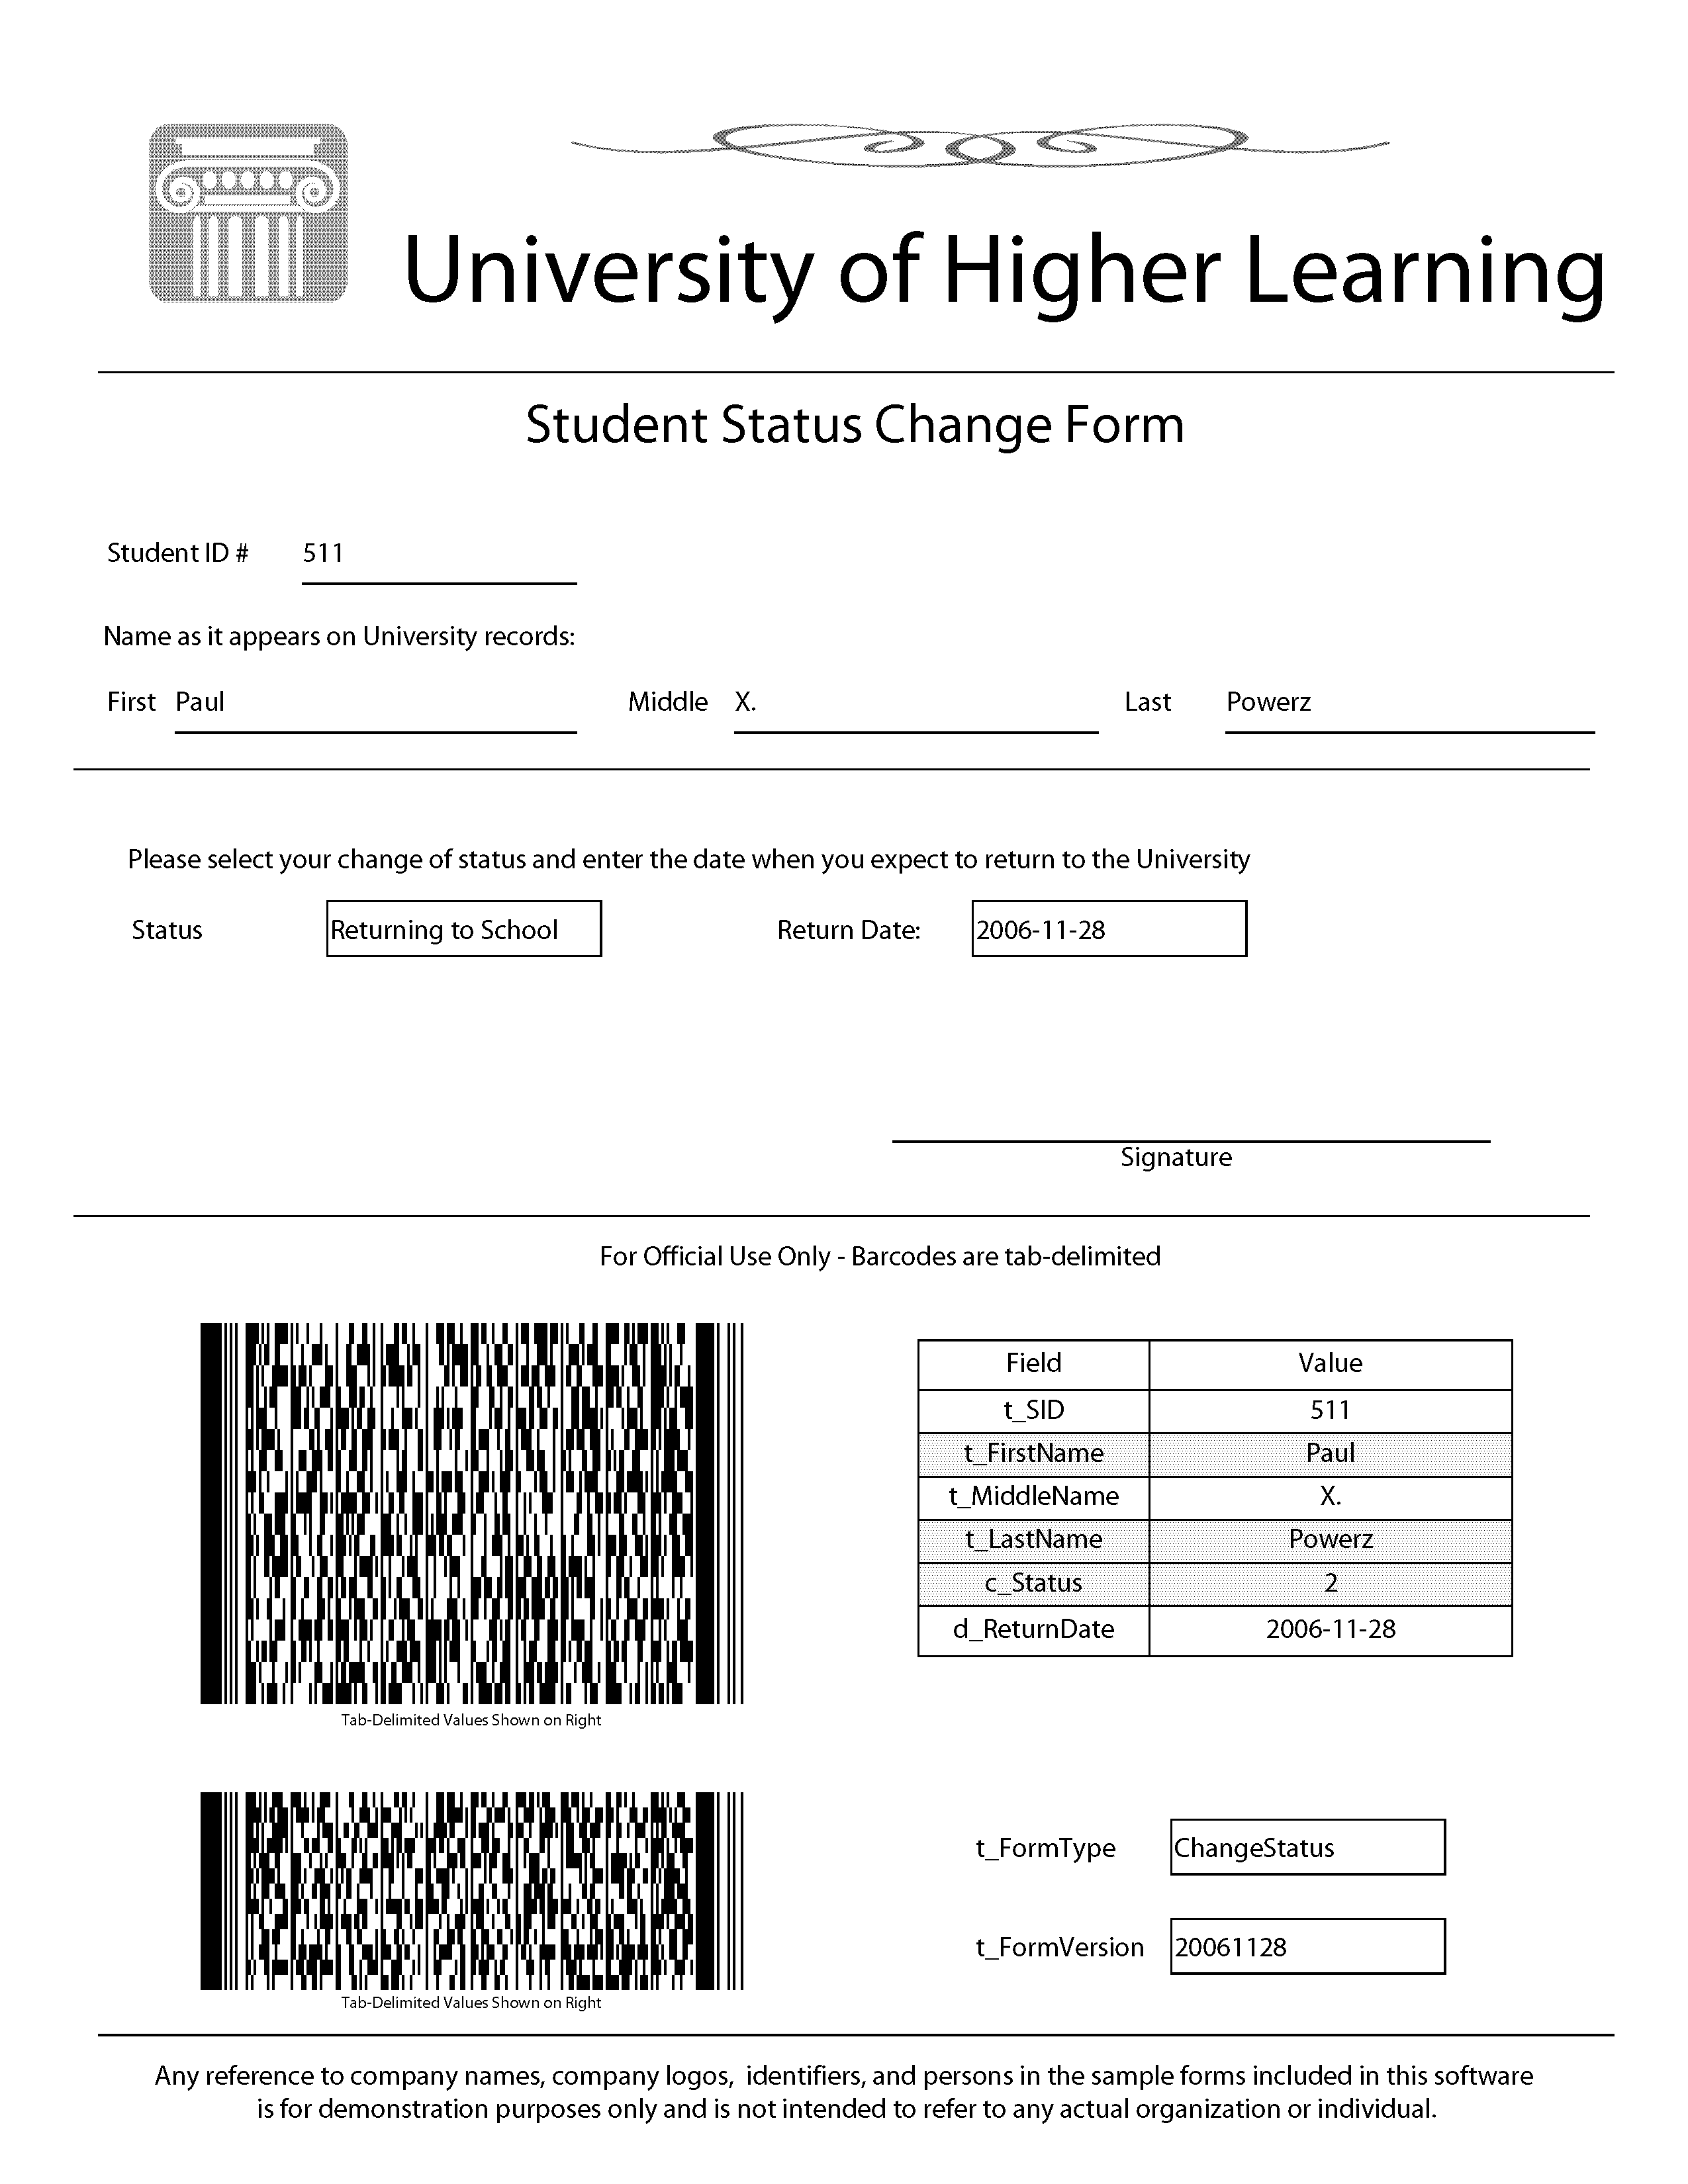 University of Higher Learning
Student Status Change Form
Student ID # 511
Name as it appears on University records:
First Paul Middle X. Last Powerz
Please select your change of status and enter the date when you expect to return to the University
Status Returning to School Return Date: 2006-11-28
Signature
For Official Use Only - Barcodes are tab-delimited
Field Value
t_SID 511
t_FirstName Paul
t_MiddleName X.
t_LastName Powerz
c_Status 2
d_ReturnDate 2006-11-28
Tab-Delimited Values Shown on Right
t_FormType ChangeStatus
t_FormVersion 20061128
Tab-Delimited Values Shown on Right
Any reference to company names, company logos, identifiers, and persons in the sample forms included in this software
is for demonstration purposes only and is not intended to refer to any actual organization or individual.